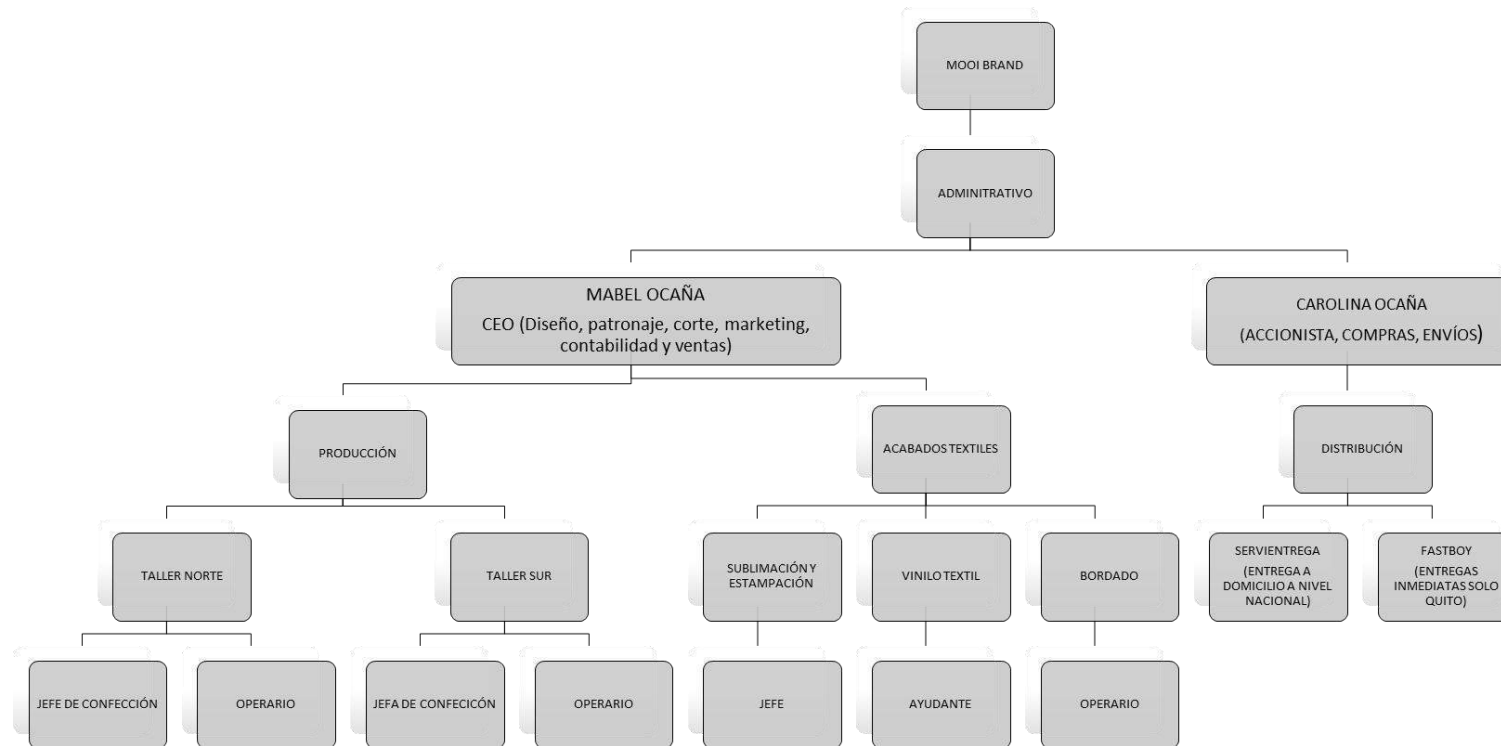 MOOI BRAND
ADMINITRATIVO
MABEL OCAÑA
CEO (Diseño, patronaje, corte, marketing,
contabilidad y ventas)
CAROLINA OCAÑA
(ACCIONISTA, COMPRAS, ENVÍOS)
PRODUCCIÓN
ACABADOS TEXTILES
DISTRIBUCIÓN
TALLER NORTE
TALLER SUR
SUBLIMACIÓN Y
ESTAMPACIÓN
VINILO TEXTIL
BORDADO
SERVIENTREGA
(ENTREGA A
DOMICILIO A NIVEL
NACIONAL)
FASTBOY
(ENTREGAS
INMEDIATAS SOLO
QUITO)
JEFE DE CONFECCIÓN
OPERARIO
JEFA DE CONFECICÓN
OPERARIO
JEFE
AYUDANTE
OPERARIO